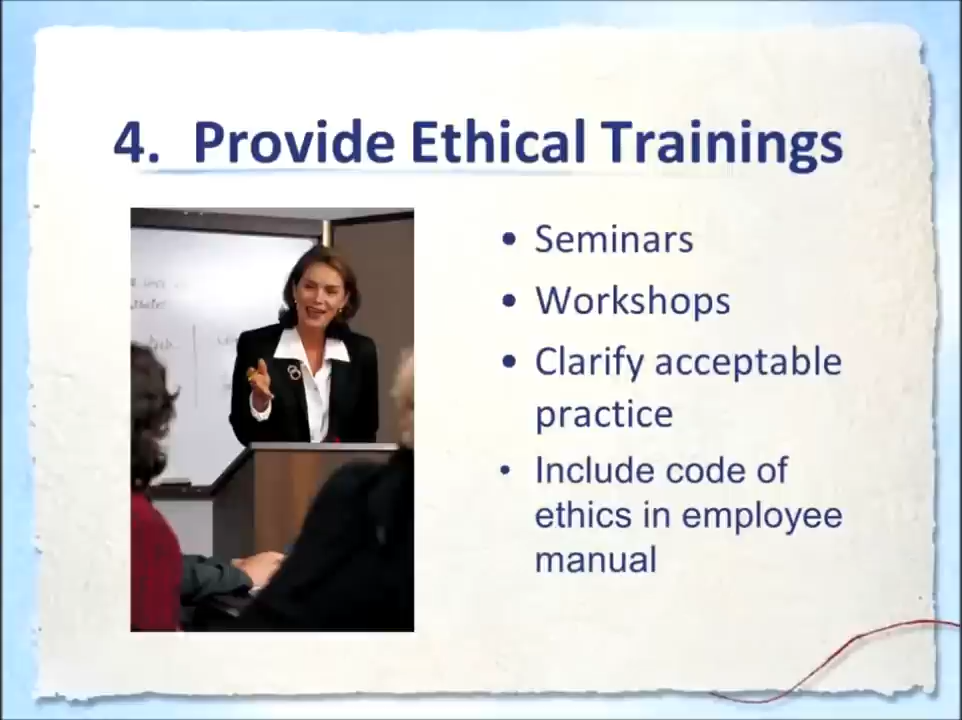 4. Provide Ethical Trainings
• Seminars
• Workshops
• Clarify acceptable
practice
• Include code of
ethics in employee
manual